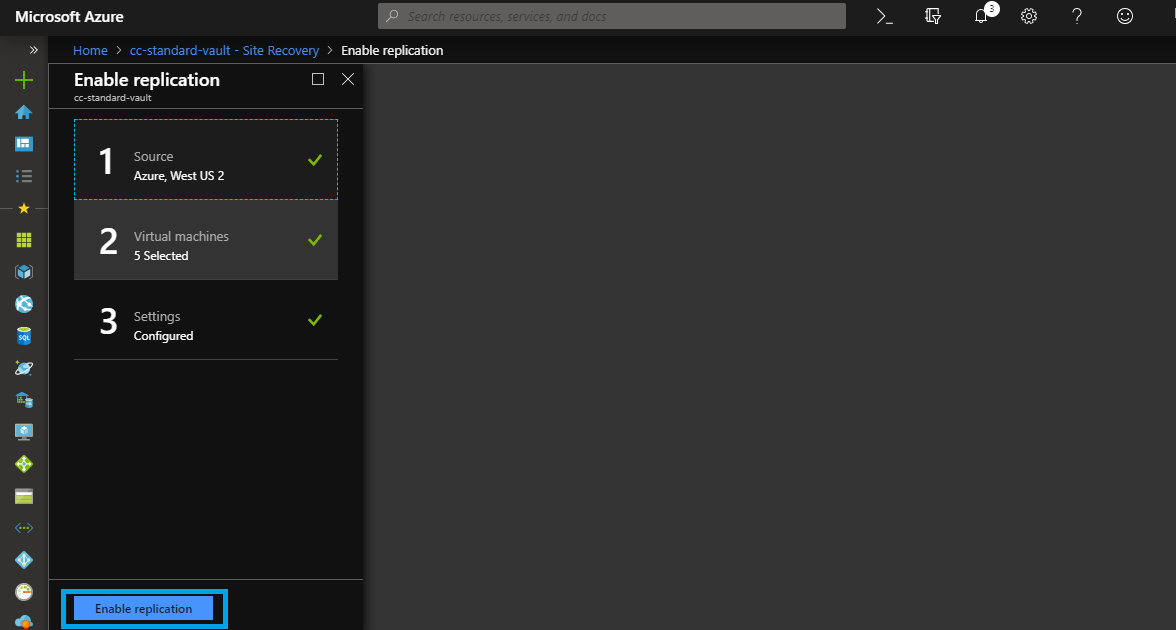 Microsoft Azure
Search resources, services, and docs
3
Home > cc-standard-vault - Site Recovery > Enable replication
Enable replication
cc-standard-vault
1
Source
Azure, West US 2
2
Virtual machines
5 Selected
3
Settings
Configured
SQL
Enable replication